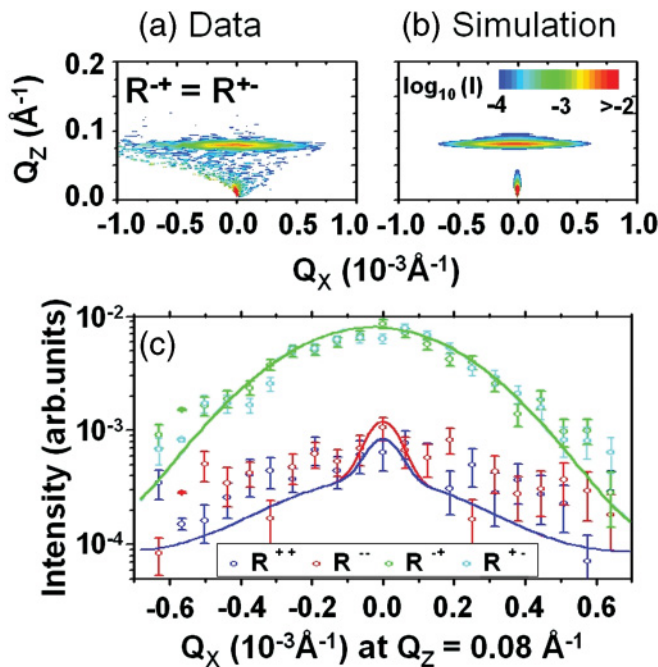 (a) Data
(b) Simulation
0.2
0.1
0.0
Q_Z (Å⁻¹)
R⁻⁺ = R⁺⁻
log₁₀ (I)
-4 -3 >-2
-1.0 -0.5 0.0 0.5 -1.0 -0.5 0.0 0.5 1.0
Q_X (10⁻³Å⁻¹)
(c)
Intensity (arb.units)
10⁻²
10⁻³
10⁻⁴
R⁺⁺ R⁻⁻ R⁻⁺ R⁺⁻
-0.6 -0.4 -0.2 0.0 0.2 0.4 0.6
Q_X (10⁻³Å⁻¹) at Q_Z = 0.08 Å⁻¹